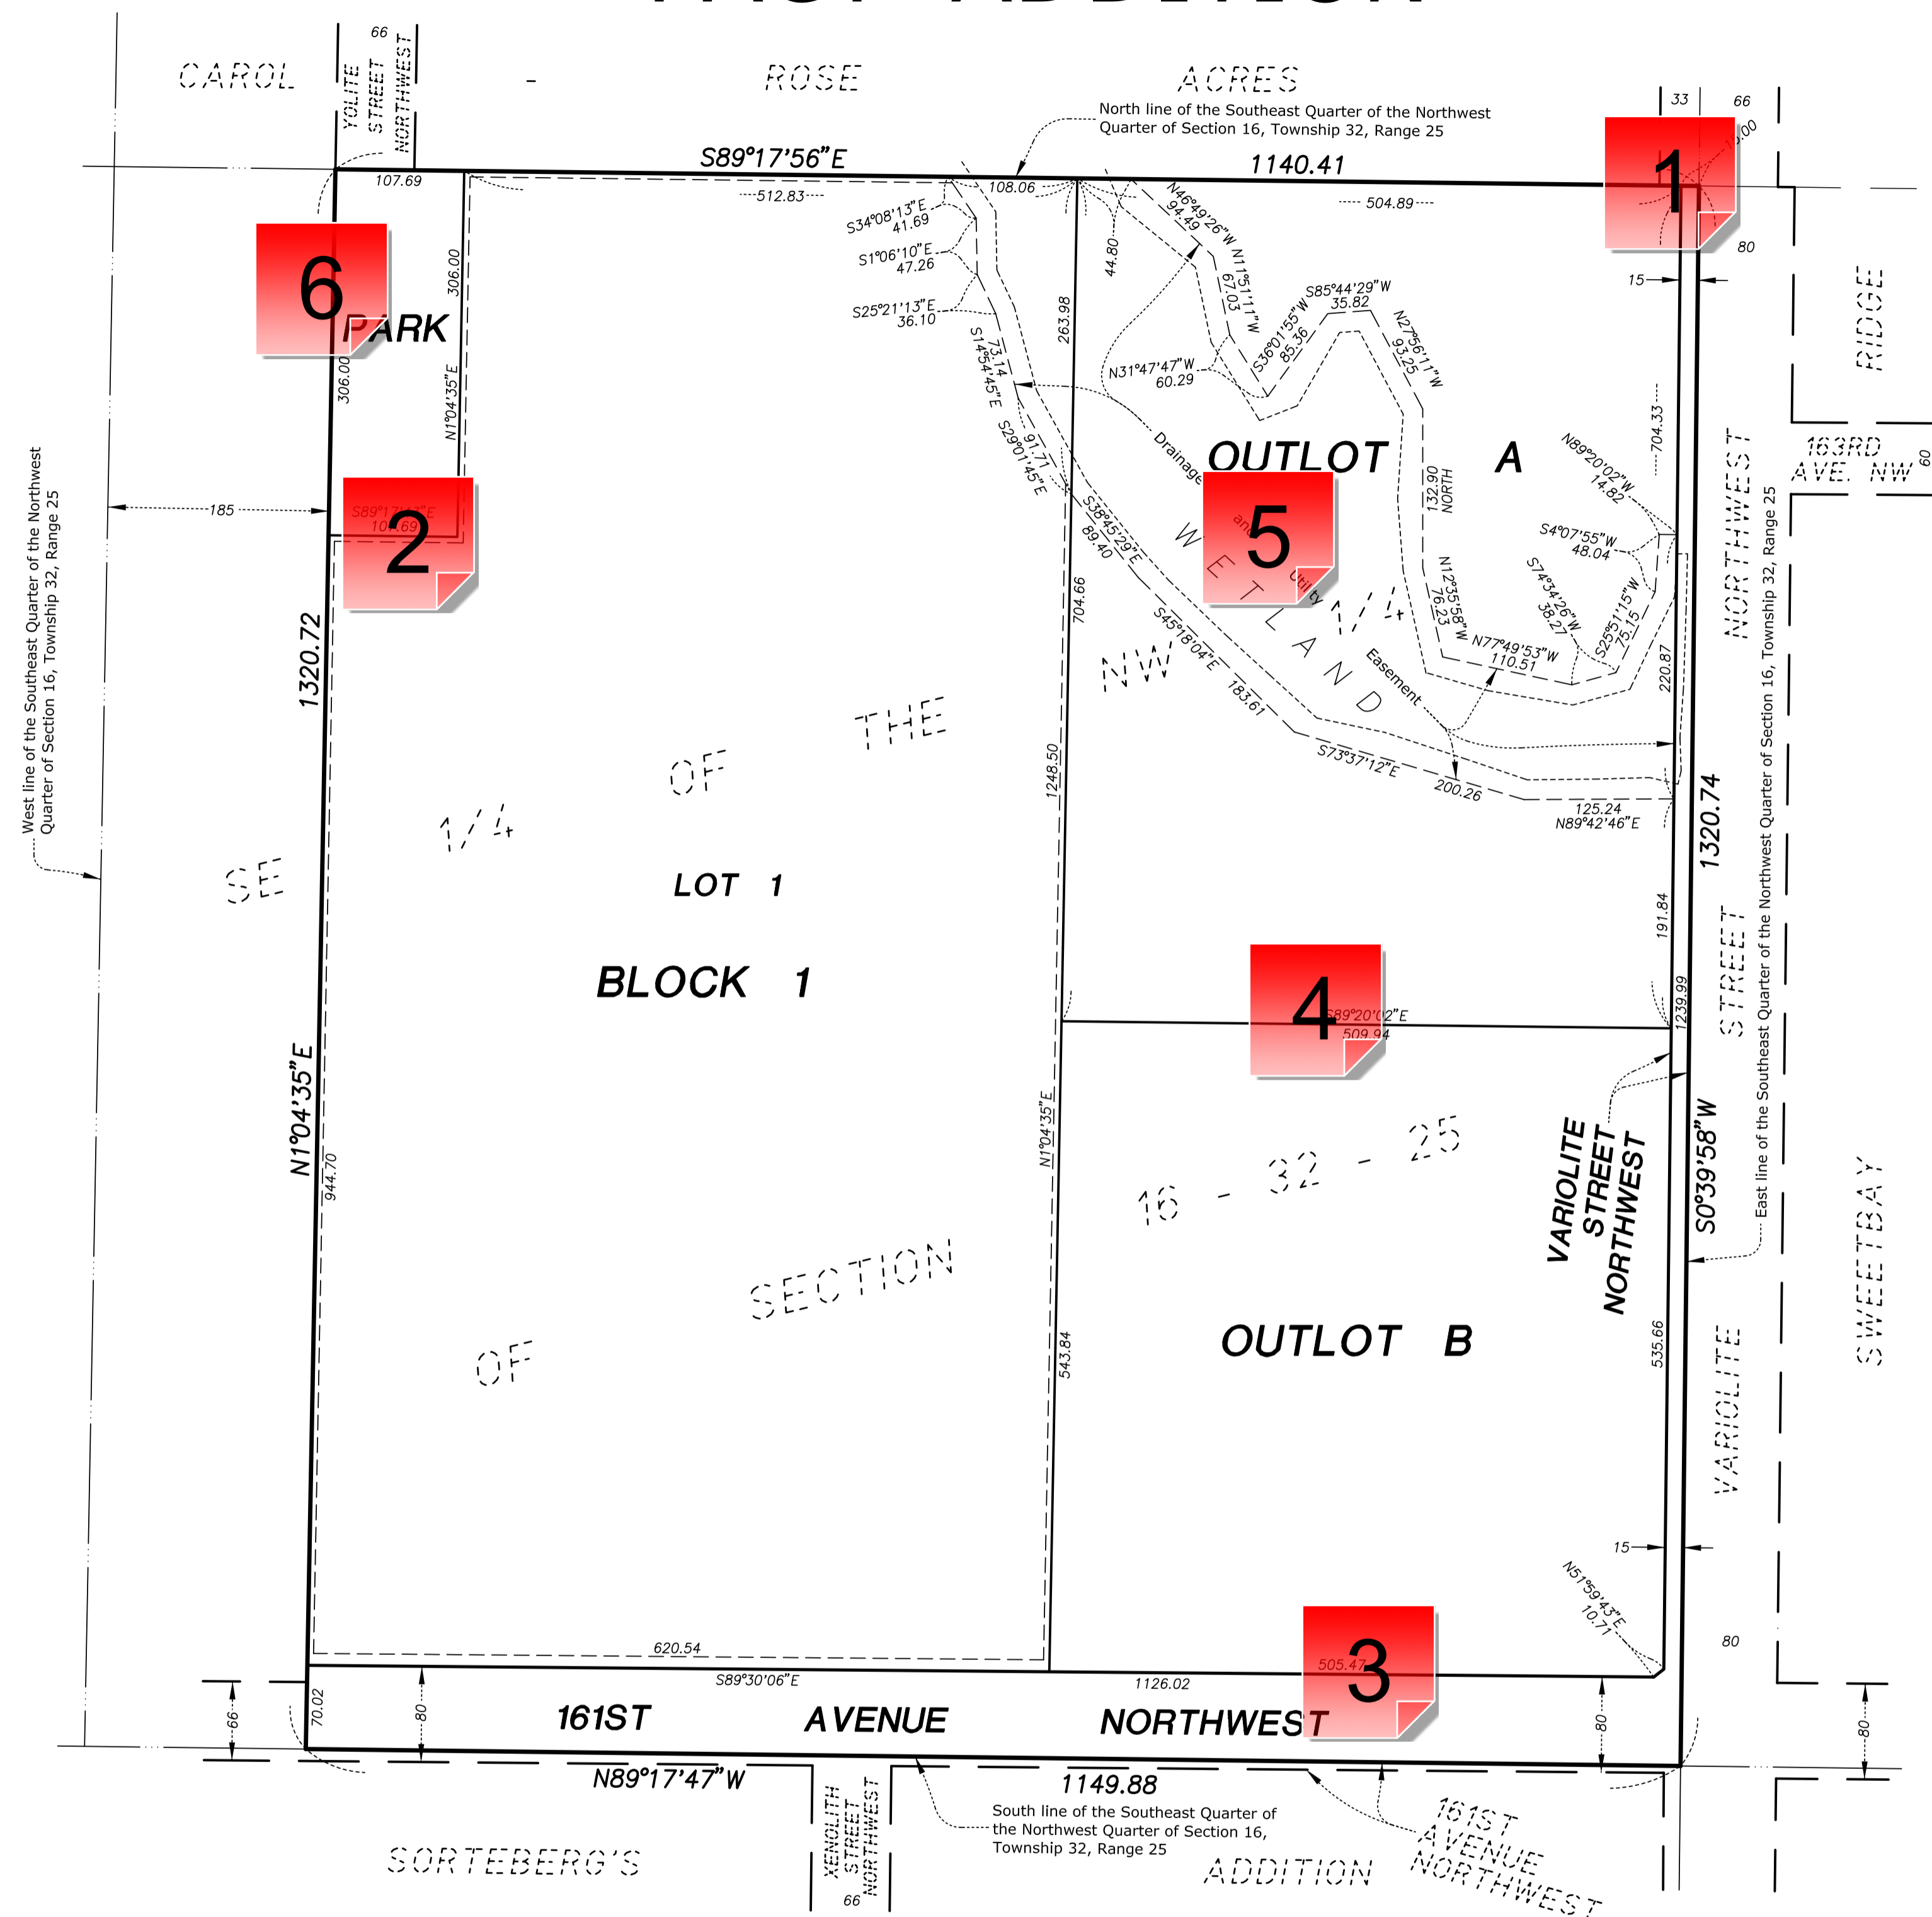 66
CAROL - ROSE ACRES
YOLITE
STREET
NORTHWEST
North line of the Southeast Quarter of the Northwest
Quarter of Section 16, Township 32, Range 25
33
66
1
80
15
S89°17'56"E
1140.41
107.69
512.83
108.06
504.89
6
PARK
306.00
306.00
N1°04'35"E
2
S34°08'13"E
41.69
S1°06'10"E
47.26
S25°21'13"E
36.10
73.14
S14°54'45"E
91.71
S29°01'45"E
263.98
44.80
N46°49'26"W
94.49
N11°51'11"W
67.03
N31°47'47"W
60.29
S36°01'55"W
85.36
S85°44'29"W
35.82
N27°56'11"W
93.25
OUTLOT A
132.90
NORTH
N12°35'58"W
76.23
N77°49'53"W
110.51
S74°34'26"W
38.27
S25°51'15"W
75.15
S4°07'55"W
48.04
N89°20'02"W
14.82
704.33
220.87
Drainage
and
5
Utility
Easement
WETLAND
S38°45'29"E
89.40
S45°18'04"E
183.61
S73°37'12"E
200.26
125.24
N89°42'46"E
RIDGE
163RD
AVE. NW
60
West line of the Southeast Quarter of the Northwest
Quarter of Section 16, Township 32, Range 25
185
1320.72
N1°04'35"E
944.70
704.66
1248.50
N1°04'35"E
543.84
SE 1/4 OF THE NW 1/4
LOT 1
BLOCK 1
OF SECTION 16 - 32 - 25
4
S89°20'02"E
509.94
191.84
1239.99
1320.74
S0°39'58"W
NORTHWEST
STREET
VARIOLITE
East line of the Southeast Quarter of the Northwest Quarter of Section 16, Township 32, Range 25
SWEETBAY
VARIOLITE
STREET
NORTHWEST
OUTLOT B
535.66
15
N51°59'43"E
10.71
80
620.54
S89°30'06"E
1126.02
505.47
3
66
70.02
80
161ST AVENUE NORTHWEST
80
80
N89°17'47"W
1149.88
XENOLITH
STREET
NORTHWEST
66
South line of the Southeast Quarter of
the Northwest Quarter of Section 16,
Township 32, Range 25
161ST
AVENUE
NORTHWEST
SORTEBERG'S ADDITION